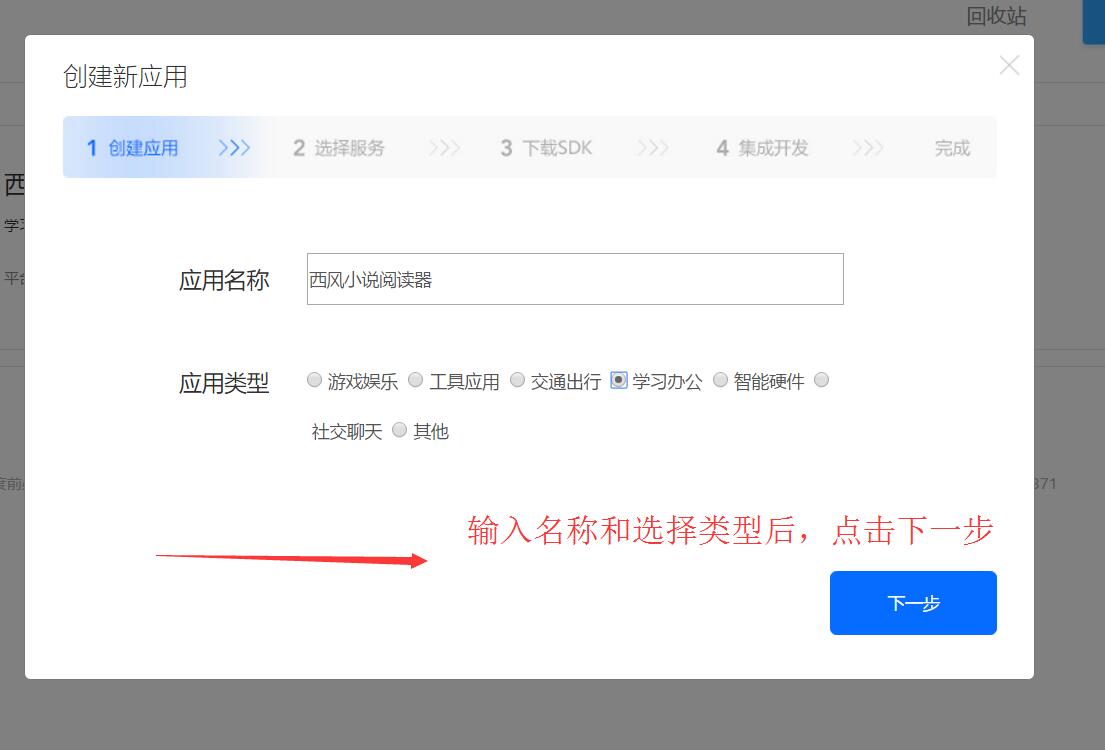 回收站
创建新应用
1 创建应用 2 选择服务 3 下载SDK 4 集成开发 完成
西
学习
平台
应用名称 西风小说阅读器
应用类型 游戏娱乐 工具应用 交通出行 学习办公 智能硬件
社交聊天 其他
度前 371
输入名称和选择类型后，点击下一步
下一步